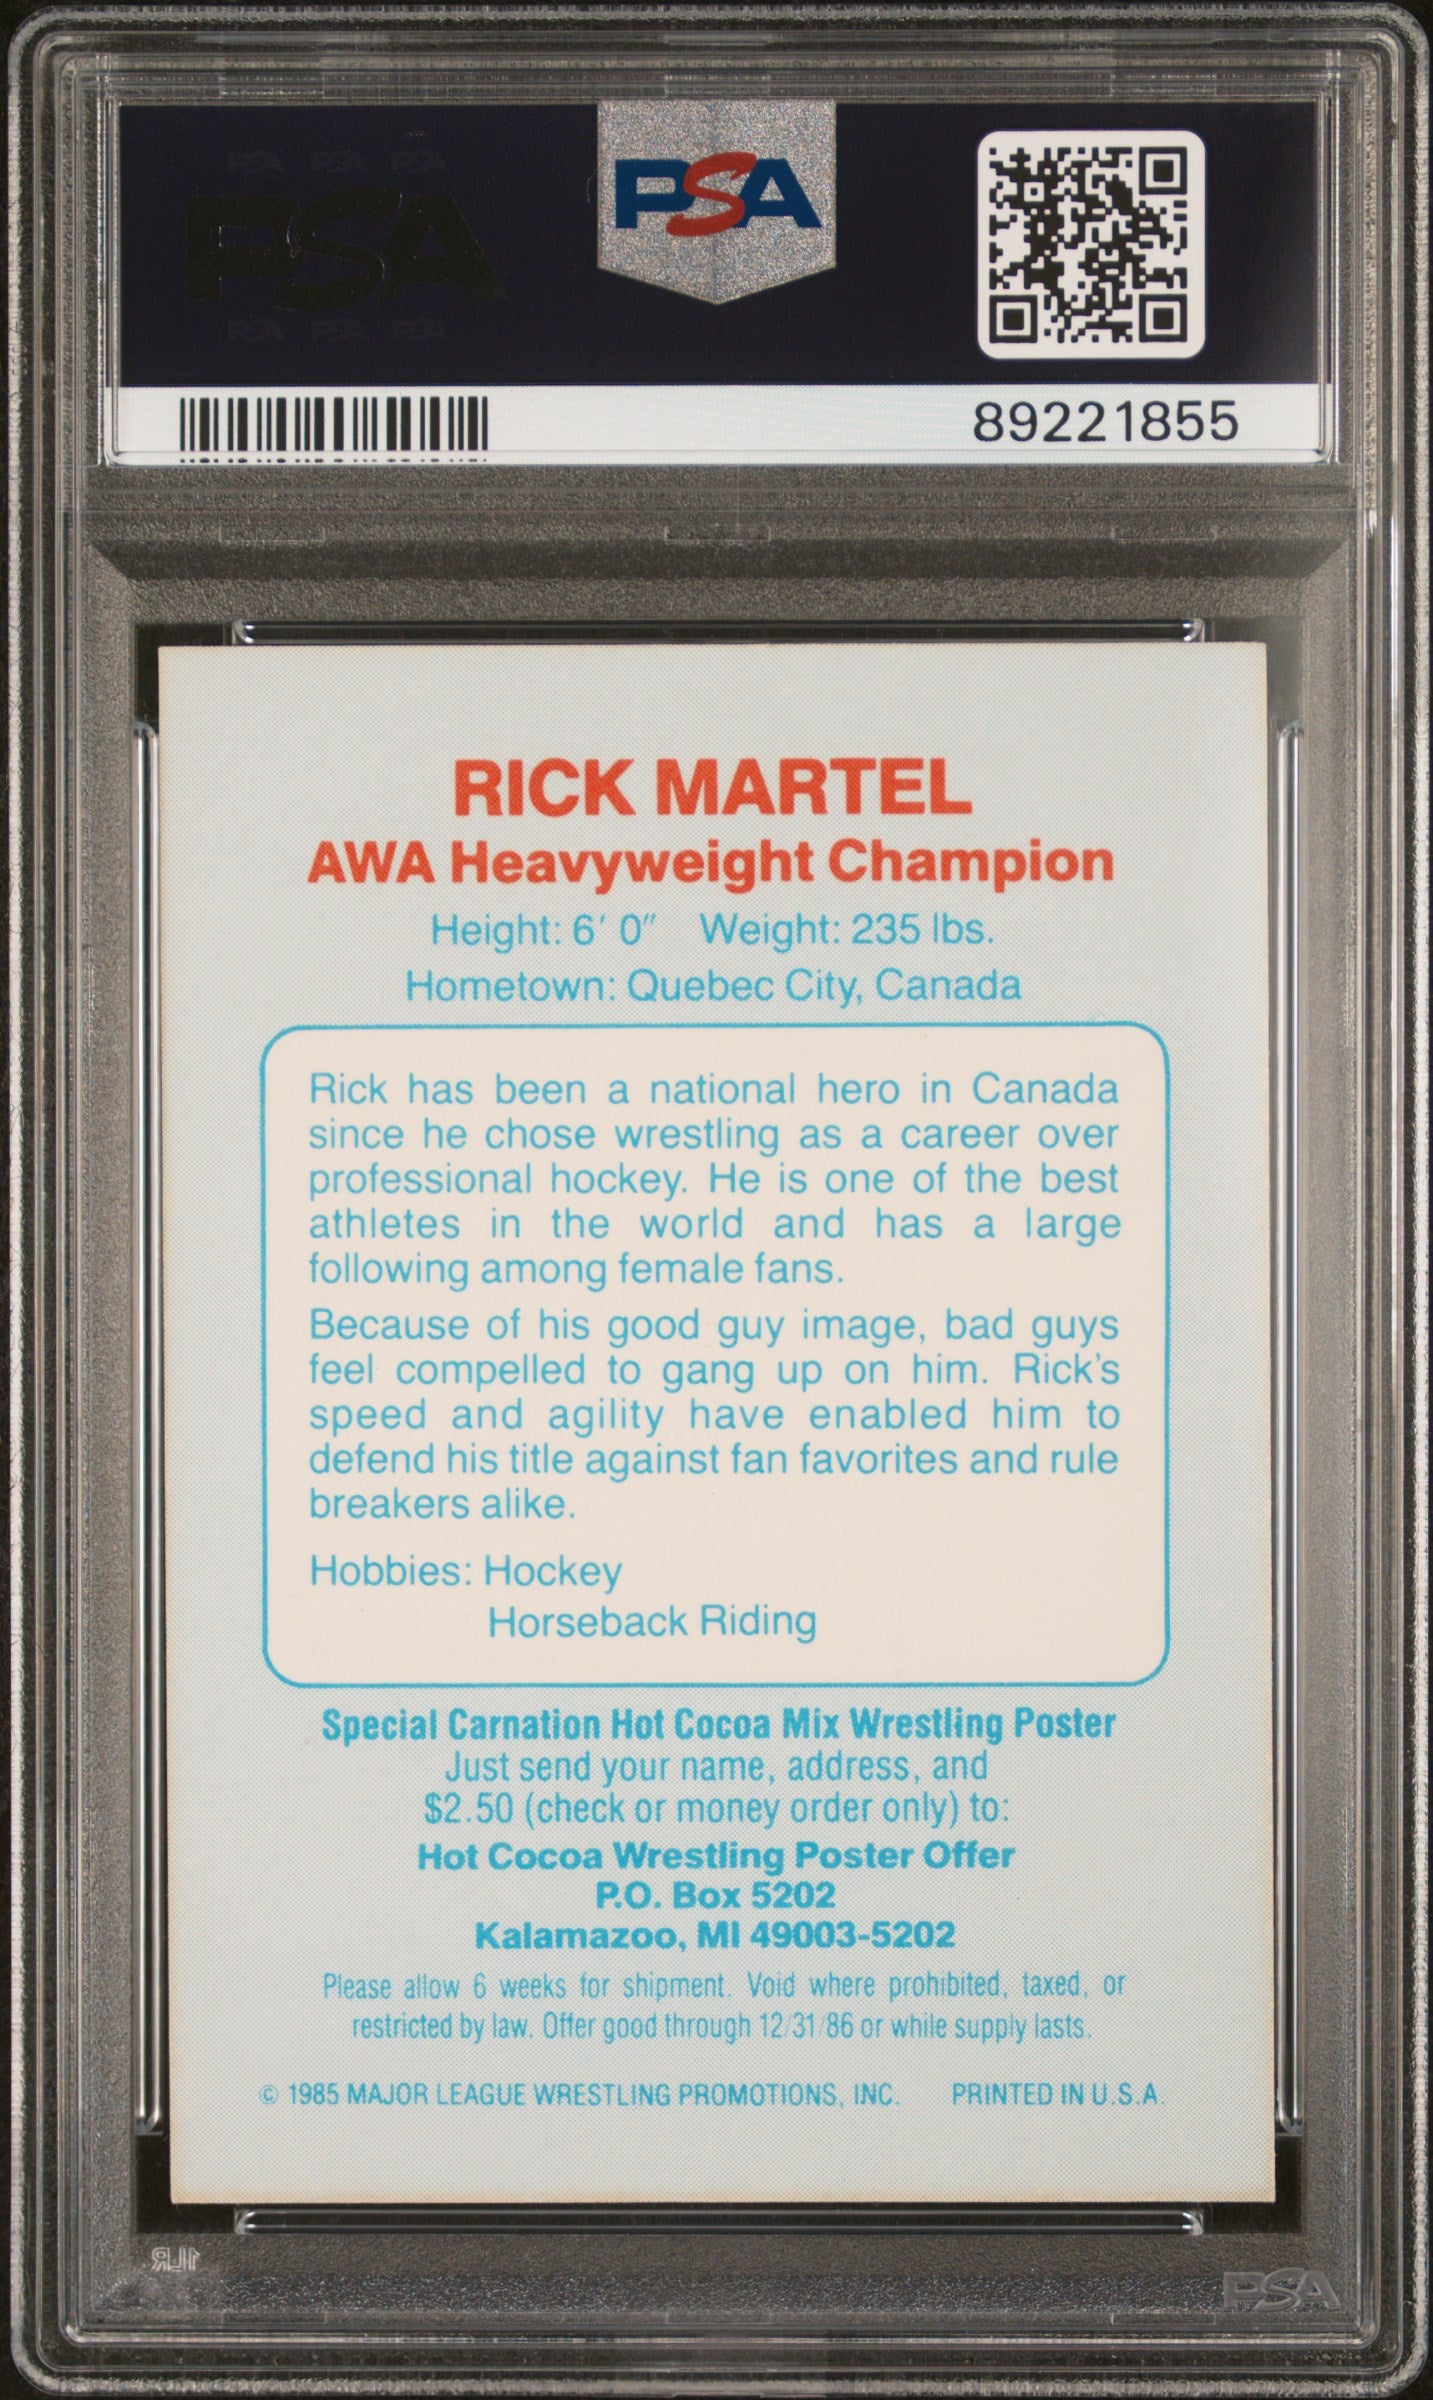 PSA PSA PSA
PSA
PSA PSA PSA
PSA
89221855
RICK MARTEL
AWA Heavyweight Champion
Height: 6' 0" Weight: 235 lbs.
Hometown: Quebec City, Canada
Rick has been a national hero in Canada
since he chose wrestling as a career over
professional hockey. He is one of the best
athletes in the world and has a large
following among female fans.
Because of his good guy image, bad guys
feel compelled to gang up on him. Rick's
speed and agility have enabled him to
defend his title against fan favorites and rule
breakers alike.
Hobbies: Hockey
Horseback Riding
Special Carnation Hot Cocoa Mix Wrestling Poster
Just send your name, address, and
$2.50 (check or money order only) to:
Hot Cocoa Wrestling Poster Offer
P.O. Box 5202
Kalamazoo, MI 49003-5202
Please allow 6 weeks for shipment. Void where prohibited, taxed, or
restricted by law. Offer good through 12/31/86 or while supply lasts.
© 1985 MAJOR LEAGUE WRESTLING PROMOTIONS, INC. PRINTED IN U.S.A.
PSA